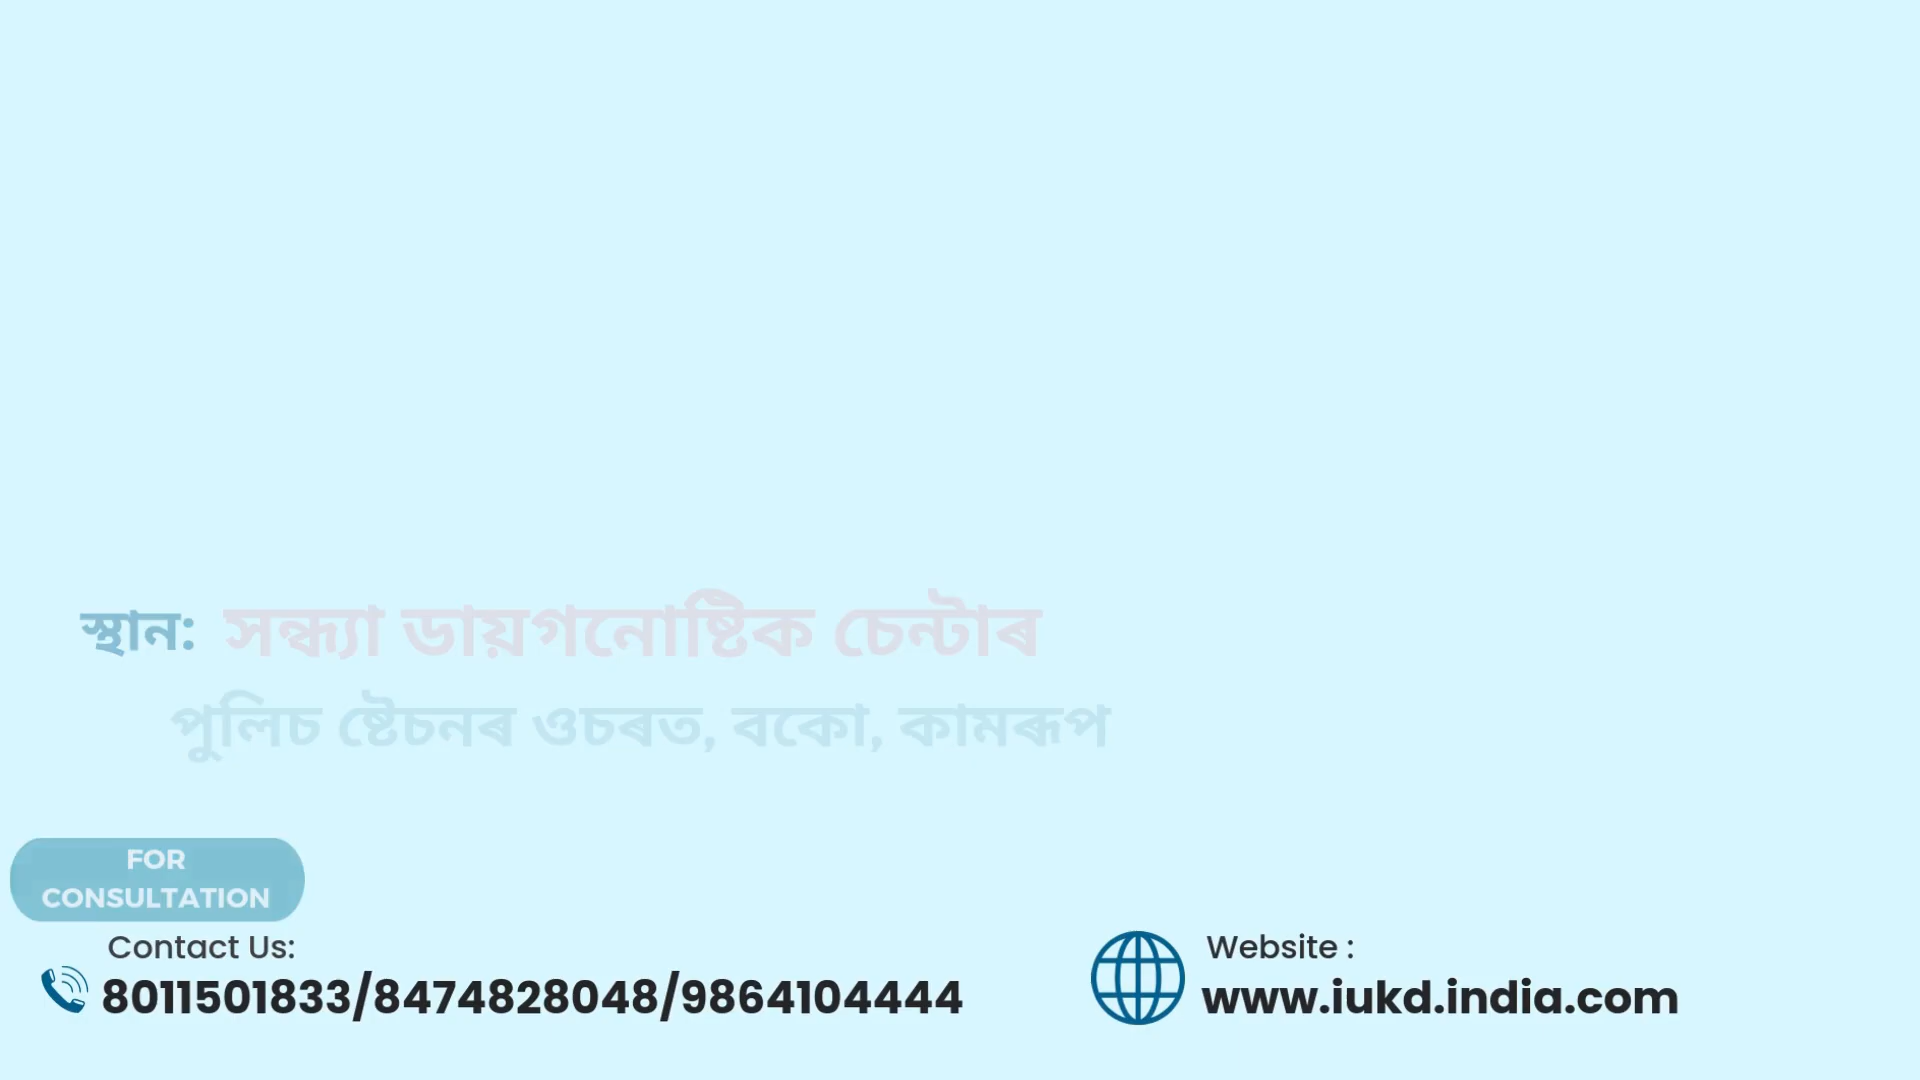 স্থান: সন্ধ্যা ডায়গনোষ্টিক চেন্টাৰ
পুলিচ ষ্টেচনৰ ওচৰত, বকো, কামৰূপ
FOR
CONSULTATION
Contact Us:
8011501833/8474828048/9864104444
Website :
www.iukd.india.com